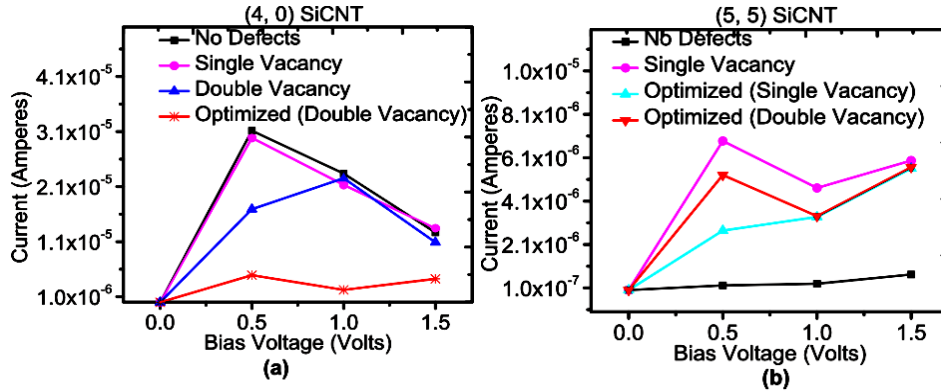 (4, 0) SiCNT
No Defects
Single Vacancy
Double Vacancy
Optimized (Double Vacancy)
4.1x10⁻⁵
3.1x10⁻⁵
2.1x10⁻⁵
1.1x10⁻⁵
1.0x10⁻⁶
Current (Amperes)
0.0 0.5 1.0 1.5
Bias Voltage (Volts)
(a)
(5, 5) SiCNT
No Defects
Single Vacancy
Optimized (Single Vacancy)
Optimized (Double Vacancy)
1.0x10⁻⁵
8.1x10⁻⁶
6.1x10⁻⁶
4.1x10⁻⁶
2.1x10⁻⁶
1.0x10⁻⁷
Current (Amperes)
0.0 0.5 1.0 1.5
Bias Voltage (Volts)
(b)